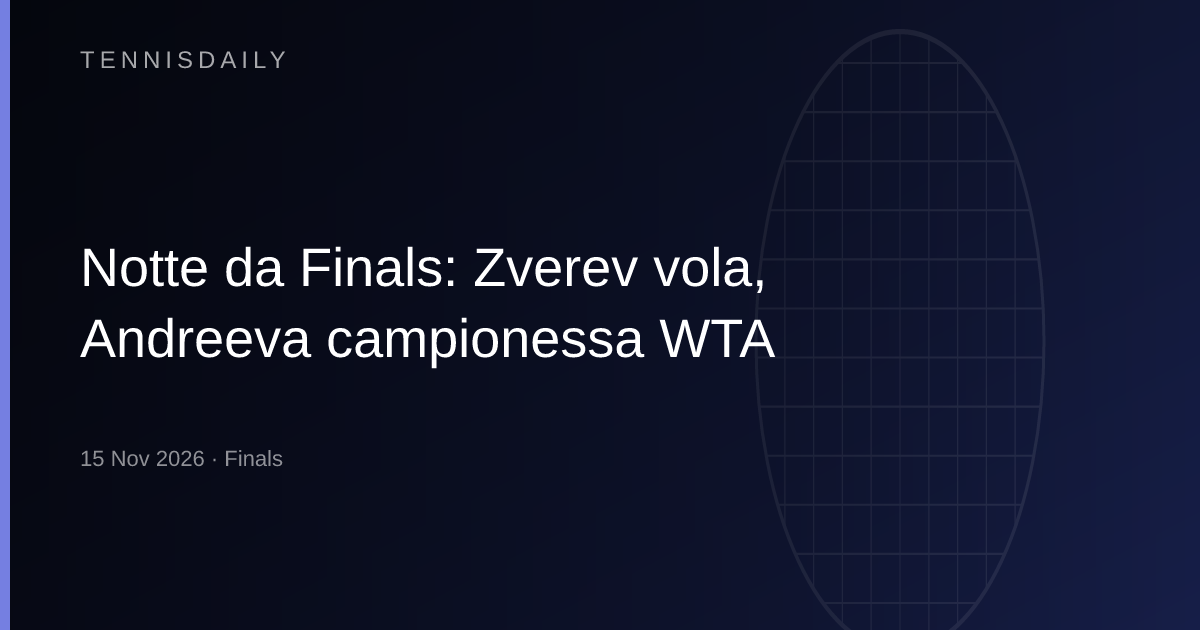 TENNISDAILY
Notte da Finals: Zverev vola,
Andreeva campionessa WTA
15 Nov 2026 · Finals